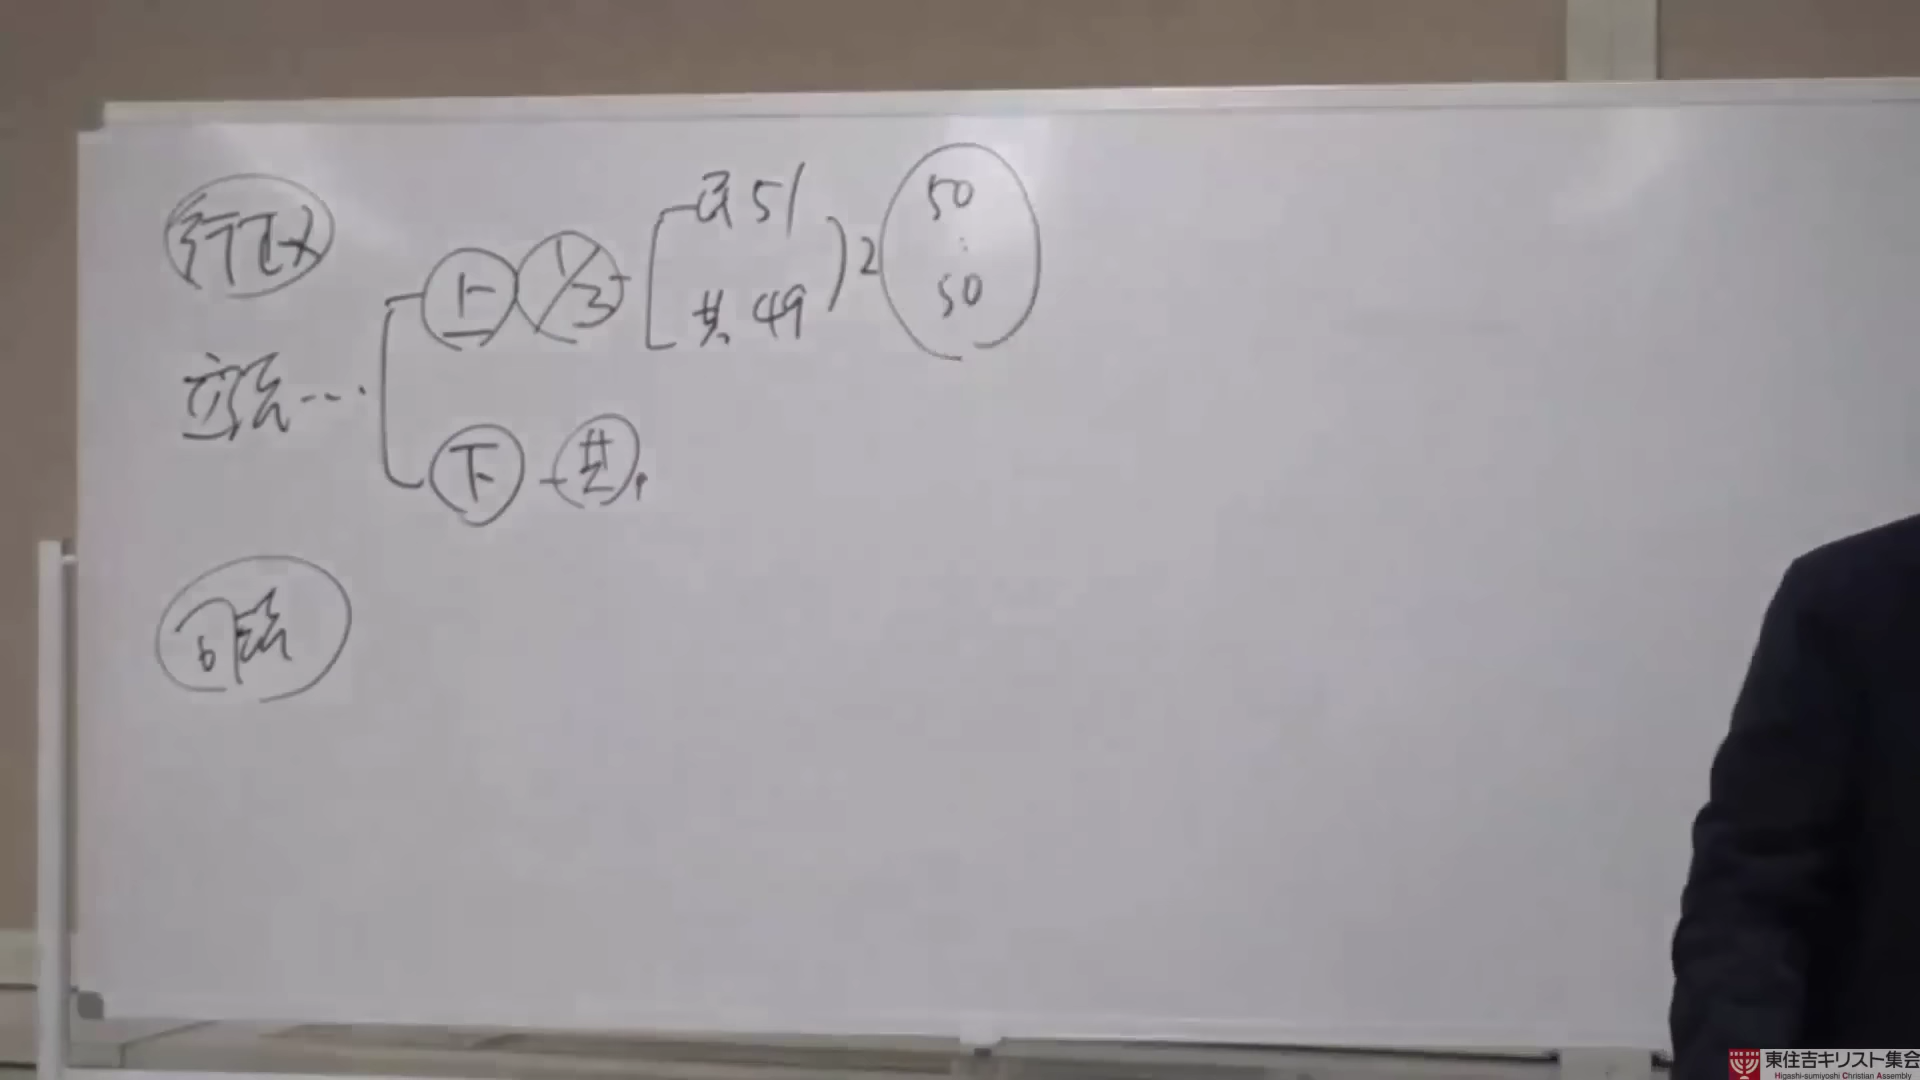 行政
立法…
上 1/3
民 51
共 49
2
50
:
50
下 - 共
司法
東住吉キリスト集会
Higashi-sumiyoshi Christian Assembly